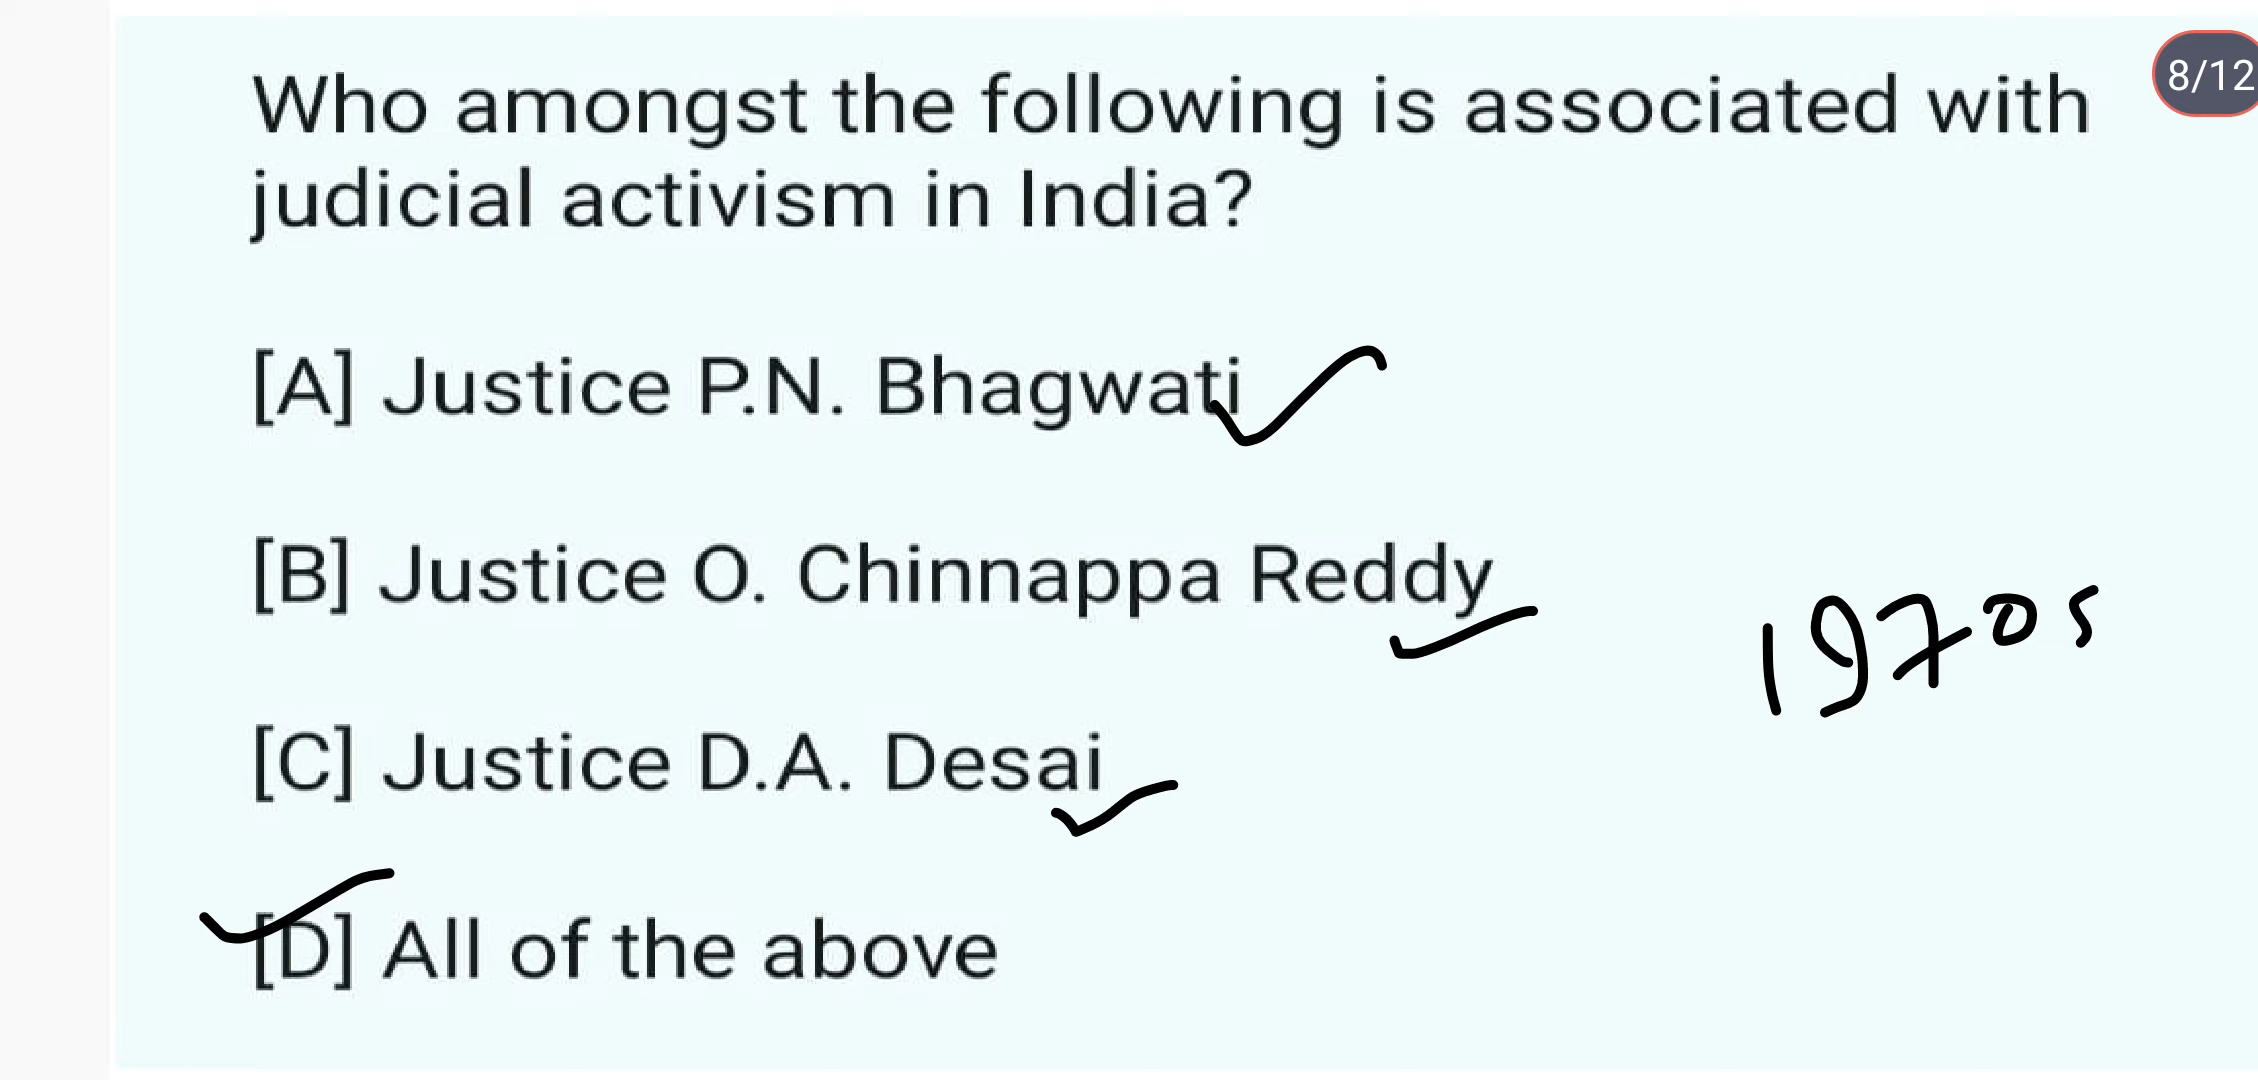 Who amongst the following is associated with
8/12
judicial activism in India?
[A] Justice P.N. Bhagwati
[B] Justice O. Chinnappa Reddy
1970s
[C] Justice D.A. Desai
[D] All of the above